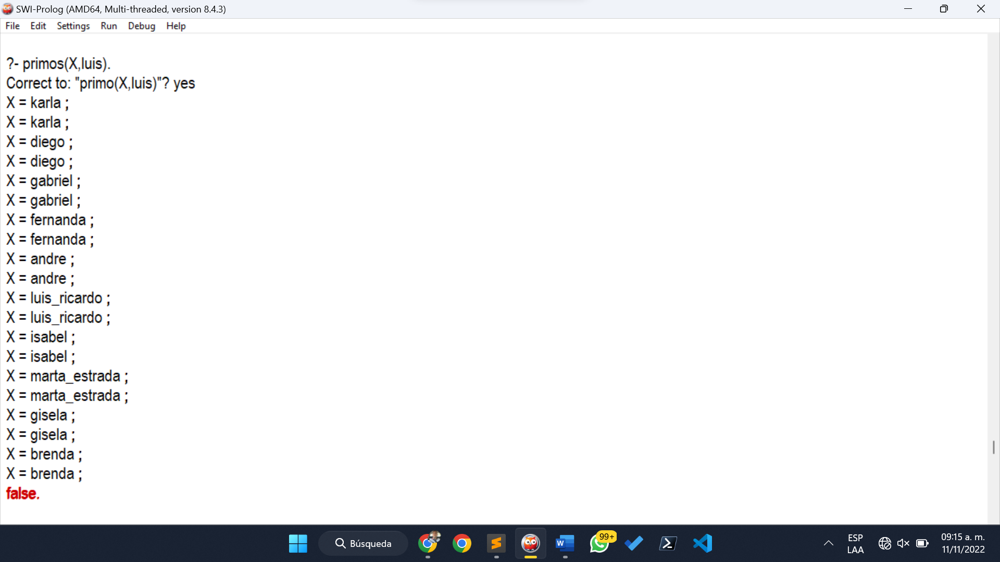 SWI-Prolog (AMD64, Multi-threaded, version 8.4.3)
File Edit Settings Run Debug Help
?- primos(X,luis).
Correct to: "primo(X,luis)"? yes
X = karla ;
X = karla ;
X = diego ;
X = diego ;
X = gabriel ;
X = gabriel ;
X = fernanda ;
X = fernanda ;
X = andre ;
X = andre ;
X = luis_ricardo ;
X = luis_ricardo ;
X = isabel ;
X = isabel ;
X = marta_estrada ;
X = marta_estrada ;
X = gisela ;
X = gisela ;
X = brenda ;
X = brenda ;
false.
Búsqueda
W
99+
ESP
LAA
09:15 a. m.
11/11/2022